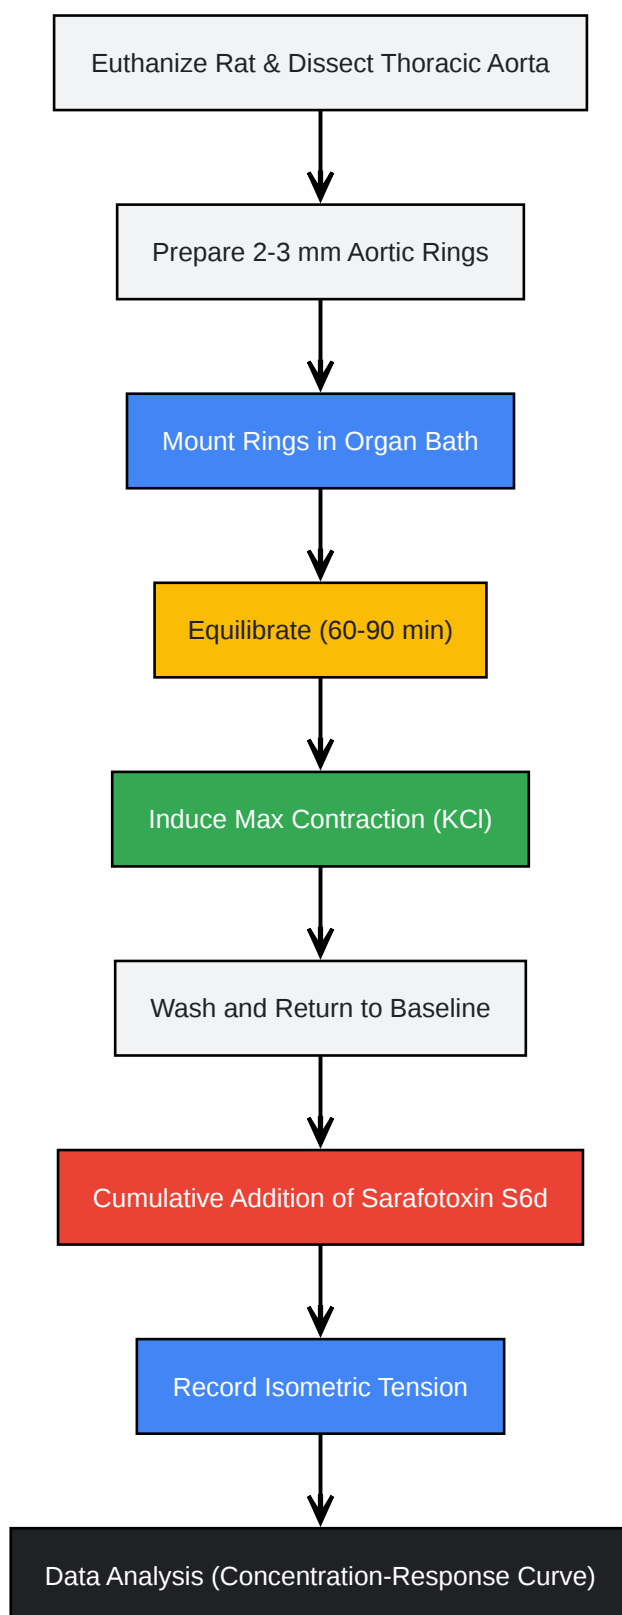 Euthanize Rat & Dissect Thoracic Aorta
Prepare 2-3 mm Aortic Rings
Mount Rings in Organ Bath
Equilibrate (60-90 min)
Induce Max Contraction (KCl)
Wash and Return to Baseline
Cumulative Addition of Sarafotoxin S6d
Record Isometric Tension
Data Analysis (Concentration-Response Curve)